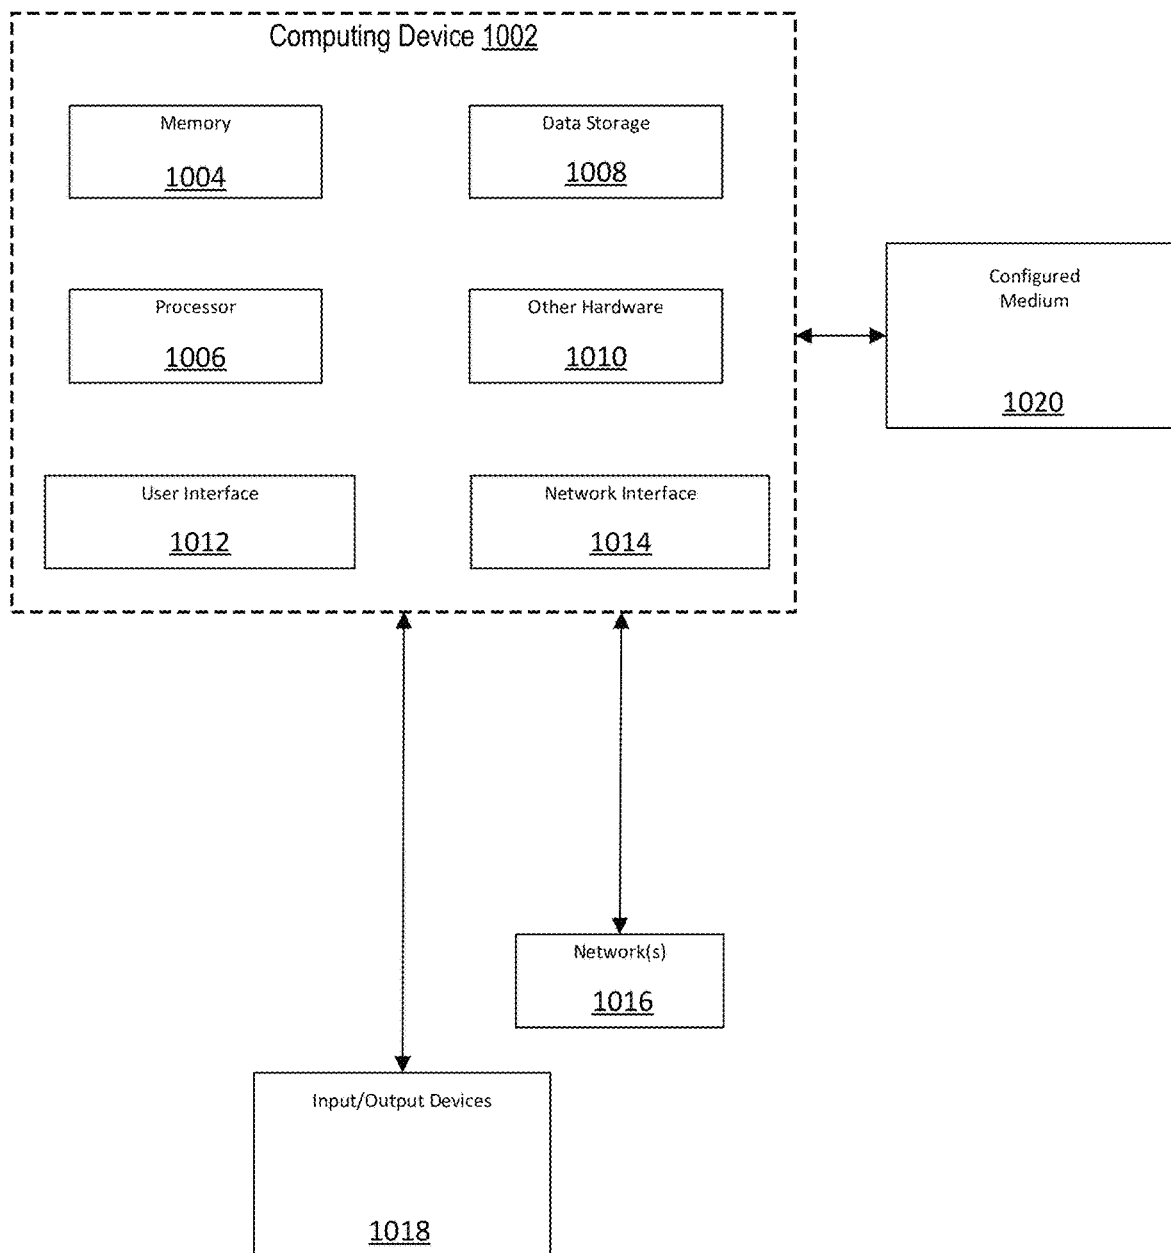 Computing Device 1002
Memory
1004
Data Storage
1008
Processor
1006
Other Hardware
1010
Configured
Medium
1020
User Interface
1012
Network Interface
1014
Network(s)
1016
Input/Output Devices
1018